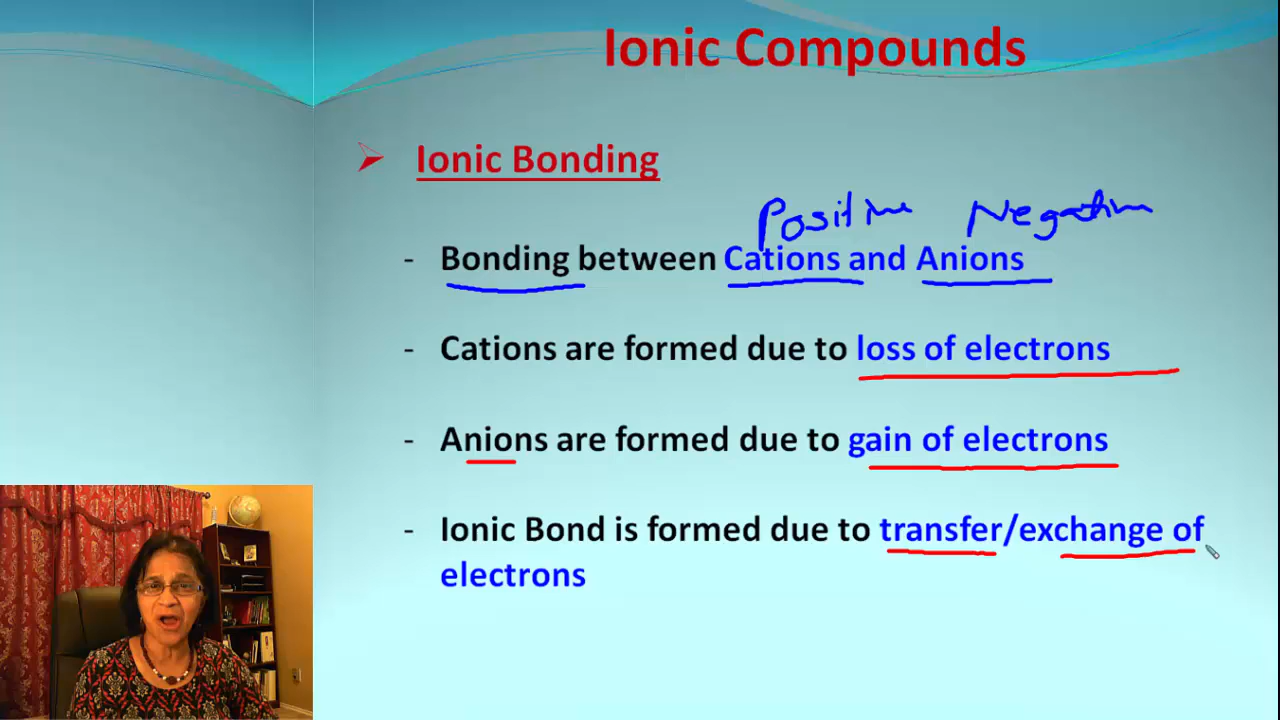 Ionic Compounds
Ionic Bonding
Positive Negative
- Bonding between Cations and Anions
- Cations are formed due to loss of electrons
- Anions are formed due to gain of electrons
- Ionic Bond is formed due to transfer/exchange of
electrons